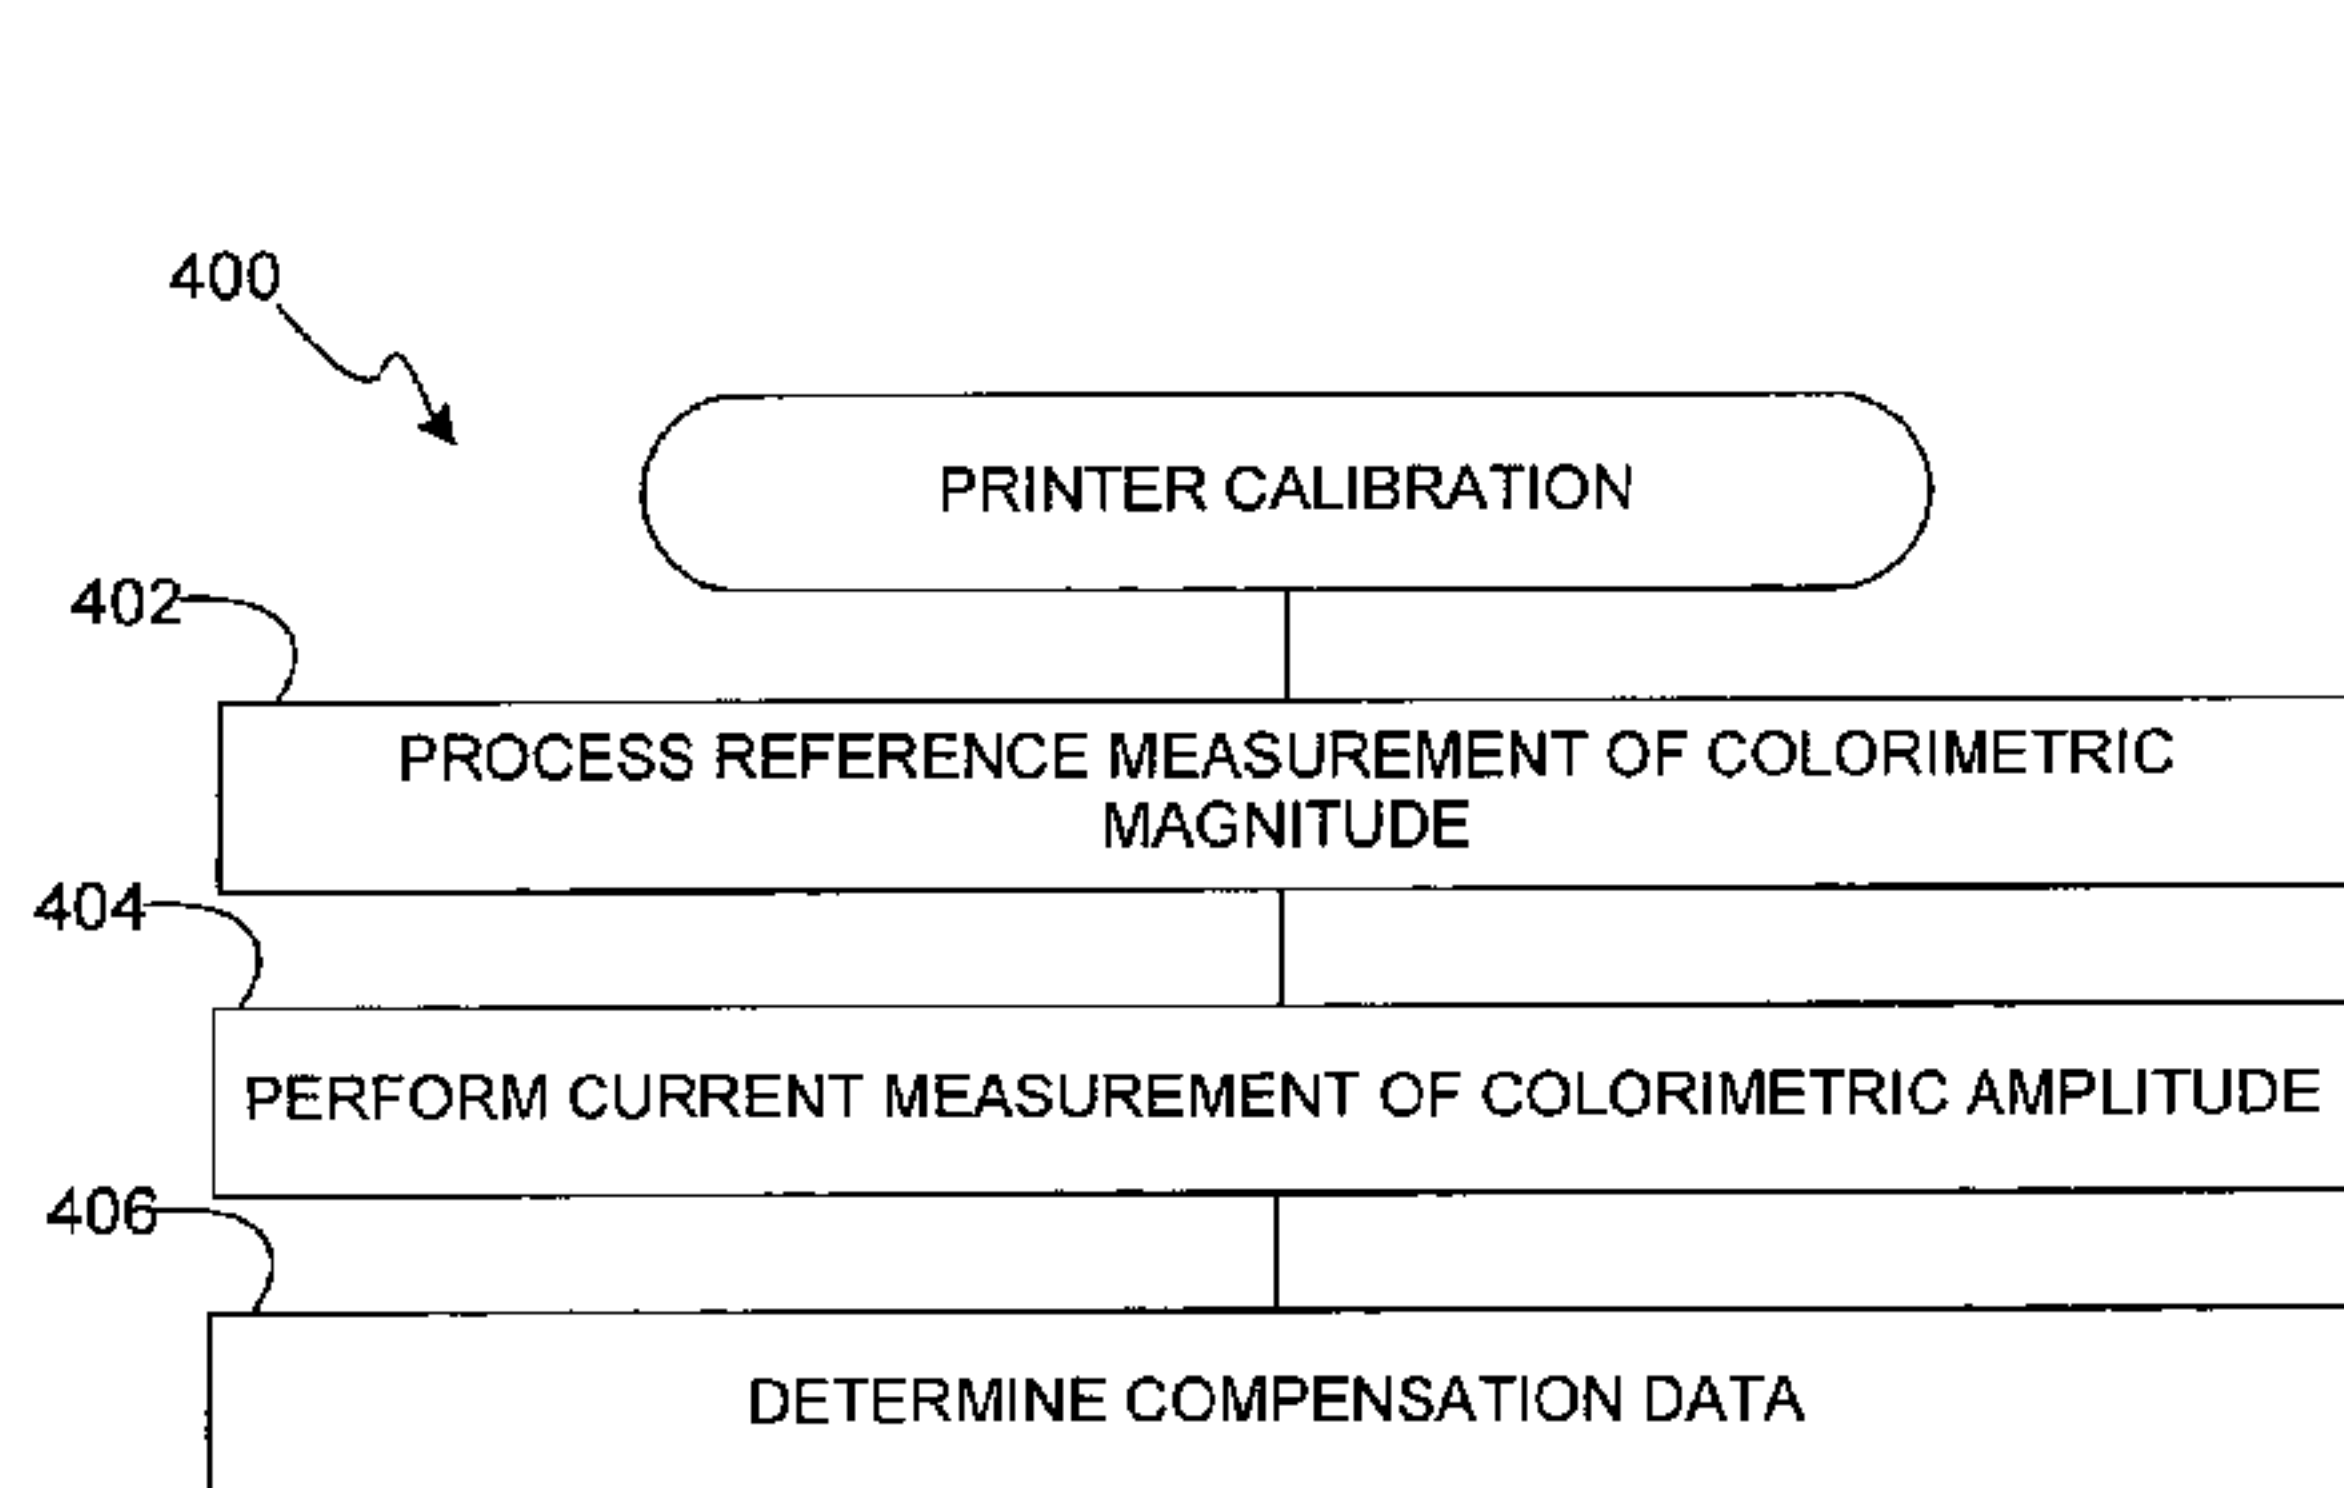 400
PRINTER CALIBRATION
402
PROCESS REFERENCE MEASUREMENT OF COLORIMETRIC
MAGNITUDE
404
PERFORM CURRENT MEASUREMENT OF COLORIMETRIC AMPLITUDE
406
DETERMINE COMPENSATION DATA